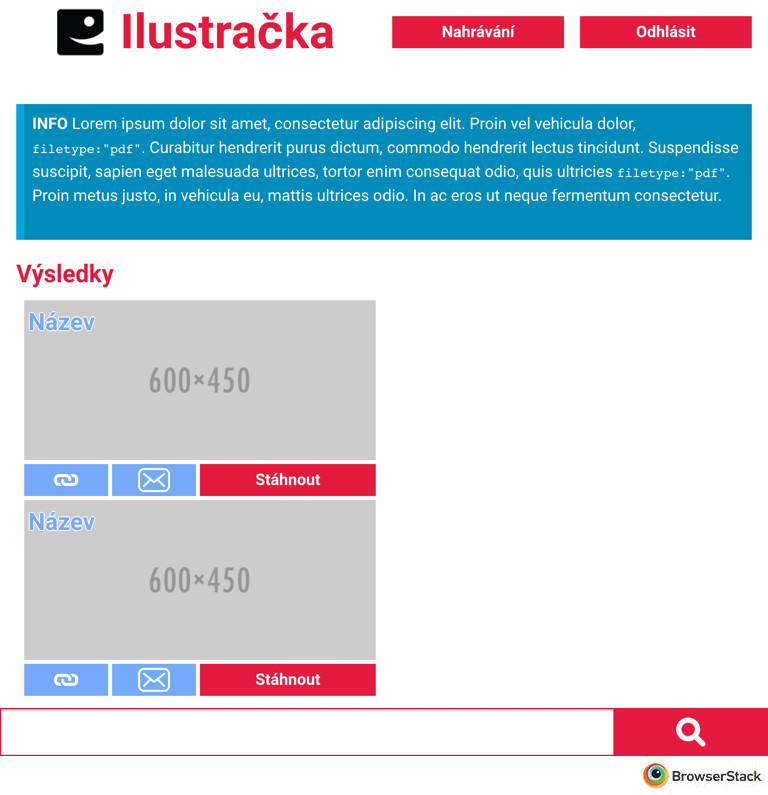 Ilustračka
Nahrávání
Odhlásit
INFO Lorem ipsum dolor sit amet, consectetur adipiscing elit. Proin vel vehicula dolor,
filetype:"pdf". Curabitur hendrerit purus dictum, commodo hendrerit lectus tincidunt. Suspendisse
suscipit, sapien eget malesuada ultrices, tortor enim consequat odio, quis ultricies filetype:"pdf".
Proin metus justo, in vehicula eu, mattis ultrices odio. In ac eros ut neque fermentum consectetur.
Výsledky
Název
600×450
Stáhnout
Název
600×450
Stáhnout
BrowserStack